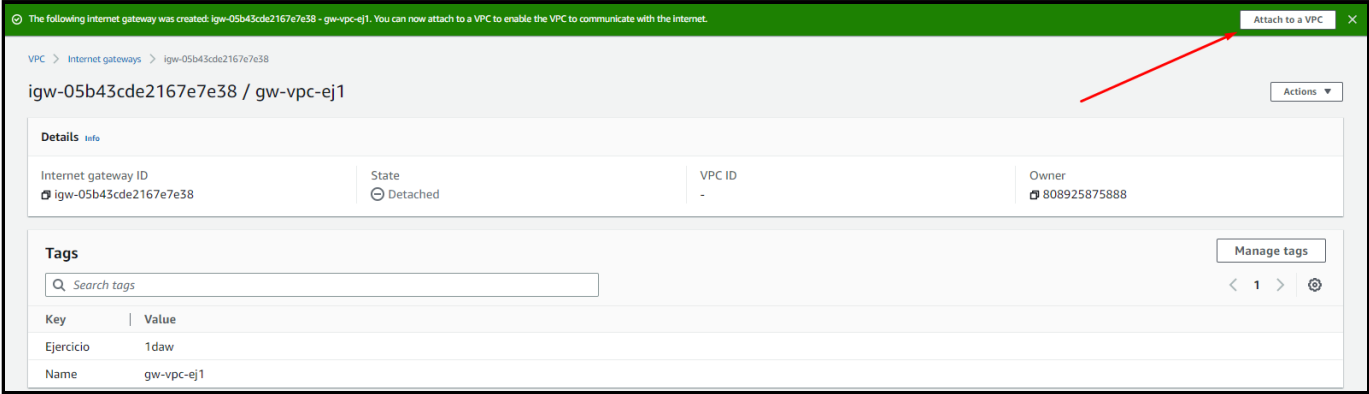 The following internet gateway was created: igw-05b43cde2167e7e38 - gw-vpc-ej1. You can now attach to a VPC to enable the VPC to communicate with the internet. Attach to a VPC
VPC > Internet gateways > igw-05b43cde2167e7e38
igw-05b43cde2167e7e38 / gw-vpc-ej1 Actions
Details Info
Internet gateway ID State VPC ID Owner
igw-05b43cde2167e7e38 Detached - 808925875888
Tags Manage tags
Search tags 1
Key Value
Ejercicio 1daw
Name gw-vpc-ej1